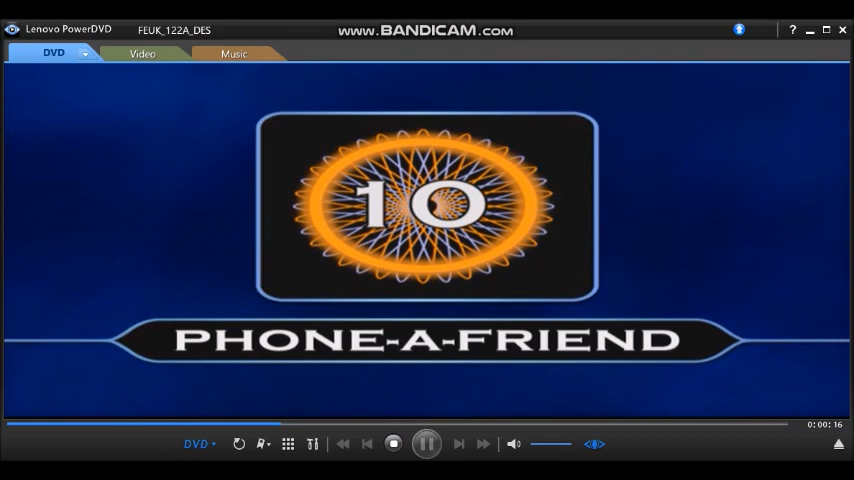 Lenovo PowerDVD
FEUK_122A_DES
www.BANDICAM.com
?
DVD
Video
Music
10
PHONE-A-FRIEND
0:00:16
DVD